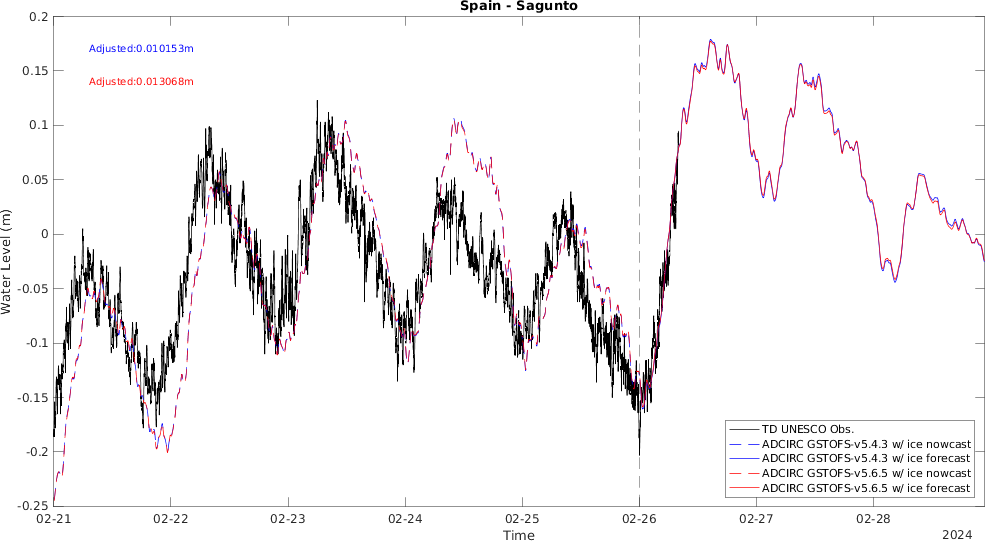 Spain - Sagunto
0.2
0.15
0.1
0.05
0
-0.05
-0.1
-0.15
-0.2
-0.25
Water Level (m)
Adjusted:0.010153m
Adjusted:0.013068m
TD UNESCO Obs.
ADCIRC GSTOFS-v5.4.3 w/ ice nowcast
ADCIRC GSTOFS-v5.4.3 w/ ice forecast
ADCIRC GSTOFS-v5.6.5 w/ ice nowcast
ADCIRC GSTOFS-v5.6.5 w/ ice forecast
02-21 02-22 02-23 02-24 02-25 02-26 02-27 02-28
Time
2024